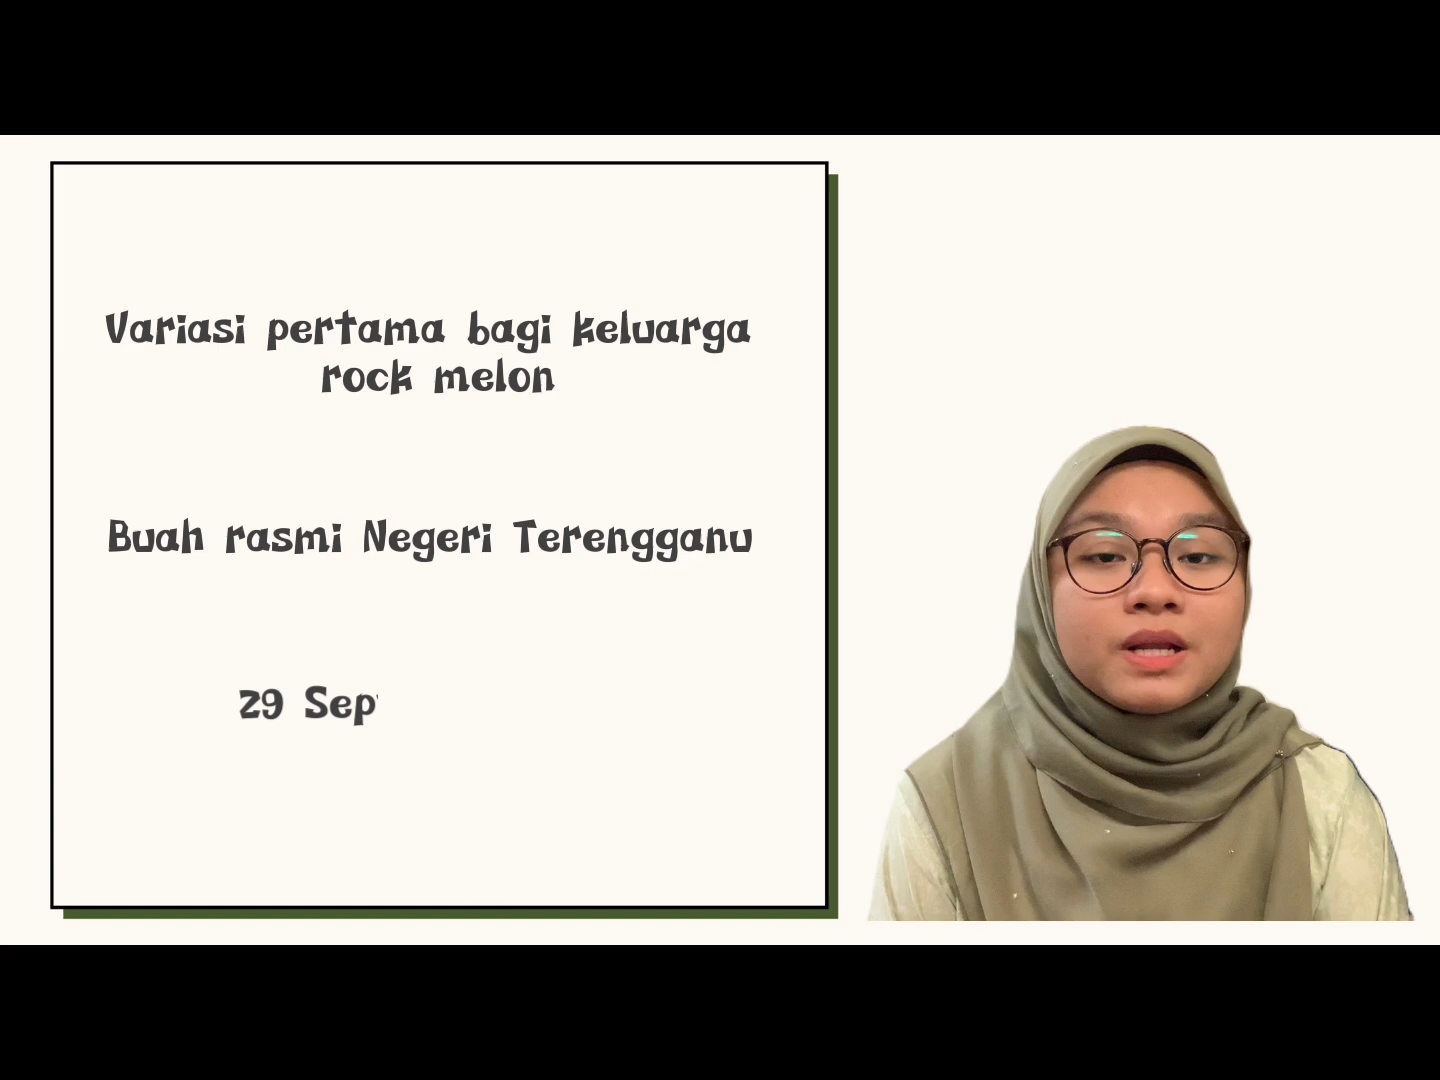 Variasi pertama bagi keluarga
rock melon
Buah rasmi Negeri Terengganu
29 Sep